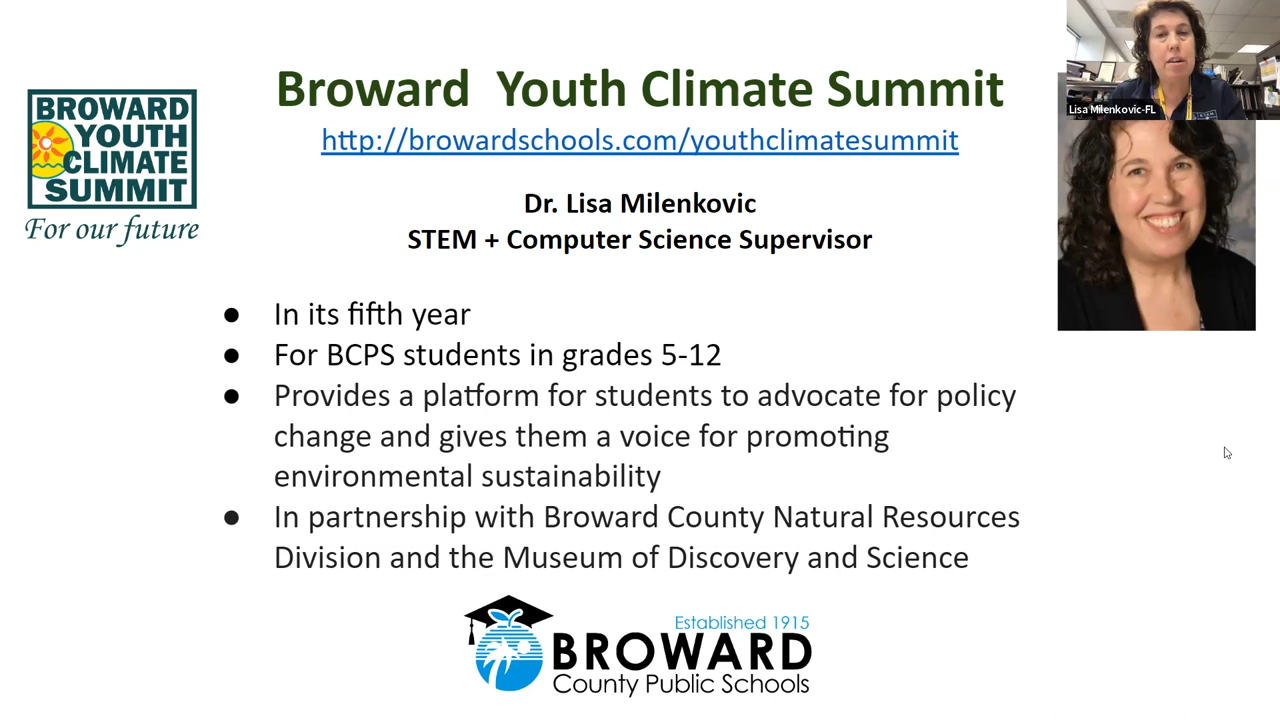 Broward Youth Climate Summit
http://browardschools.com/youthclimatesummit
BROWARD
YOUTH
CLIMATE
SUMMIT
For our future
Lisa Milenkovic-FL
Dr. Lisa Milenkovic
STEM + Computer Science Supervisor
● In its fifth year
● For BCPS students in grades 5-12
● Provides a platform for students to advocate for policy
change and gives them a voice for promoting
environmental sustainability
● In partnership with Broward County Natural Resources
Division and the Museum of Discovery and Science
Established 1915
BROWARD
County Public Schools